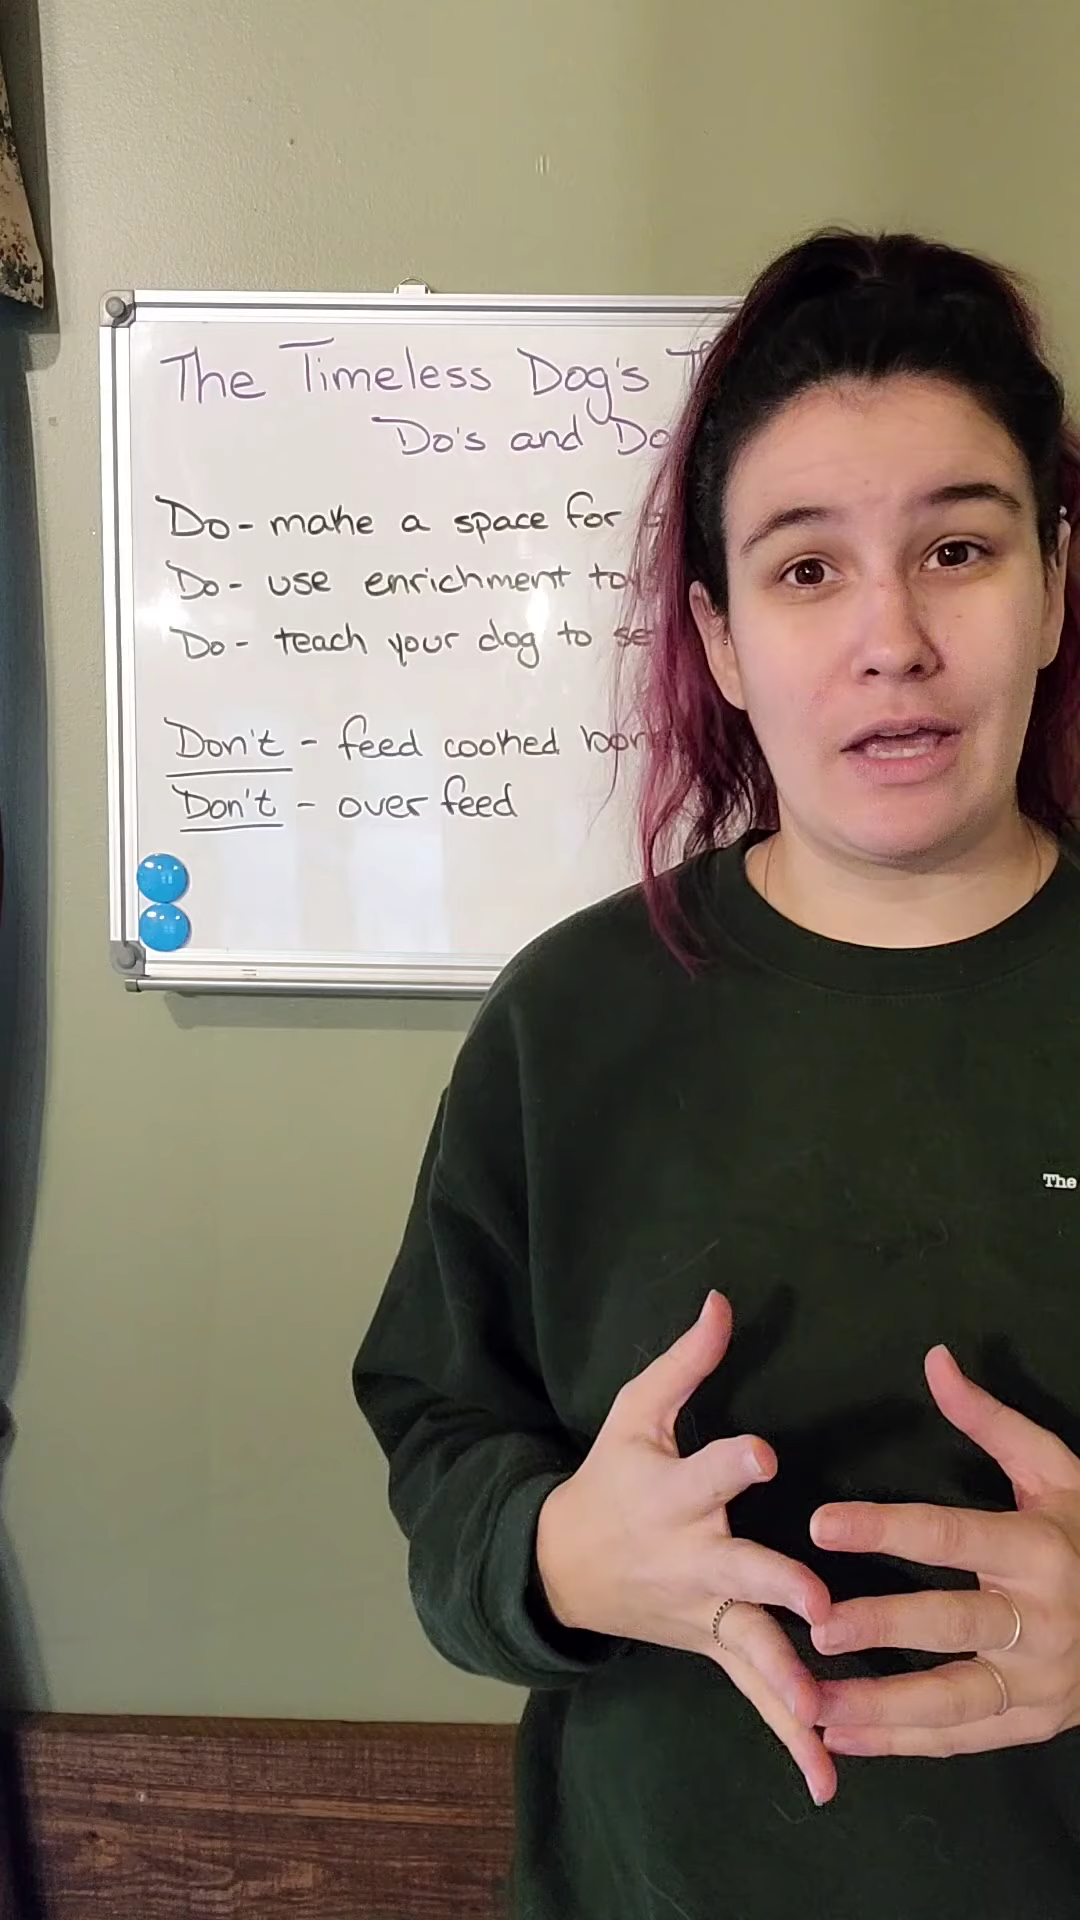 The Timeless Dog's
Do's and
Do - make a space for
Do - use enrichment
Do - teach your dog to
Don't - feed cooked
Don't - over feed
The